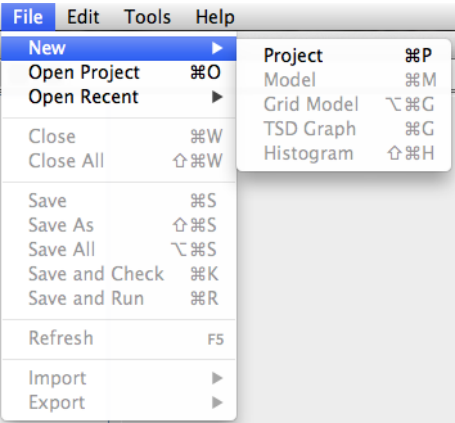 File Edit Tools Help
New ▶
Open Project ⌘O
Open Recent ▶
Close ⌘W
Close All ⇧⌘W
Save ⌘S
Save As ⇧⌘S
Save All ⌥⌘S
Save and Check ⌘K
Save and Run ⌘R
Refresh F5
Import ▶
Export ▶
Project ⌘P
Model ⌘M
Grid Model ⌥⌘G
TSD Graph ⌘G
Histogram ⇧⌘H